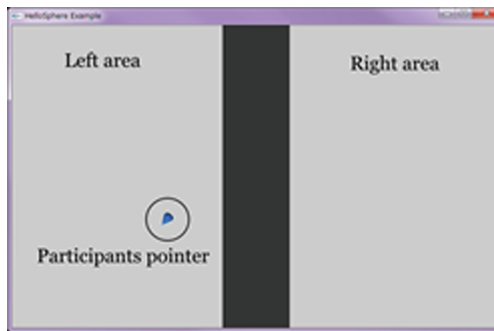 HelloSphere Example
Left area
Right area
Participants pointer